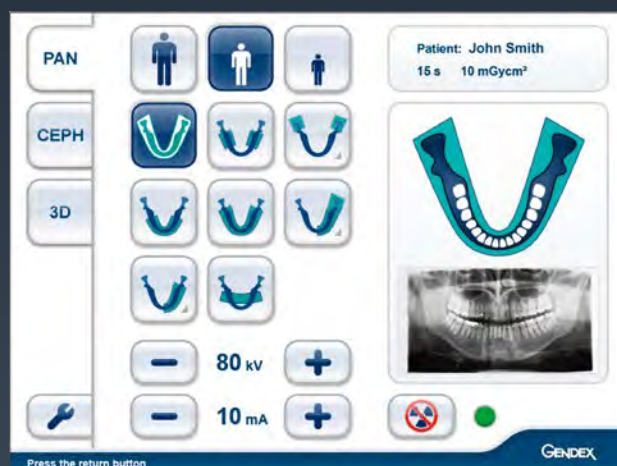 PAN
CEPH
3D
Patient: John Smith
15 s 10 mGycm²
80 kV
10 mA
Press the return button
GENDEX